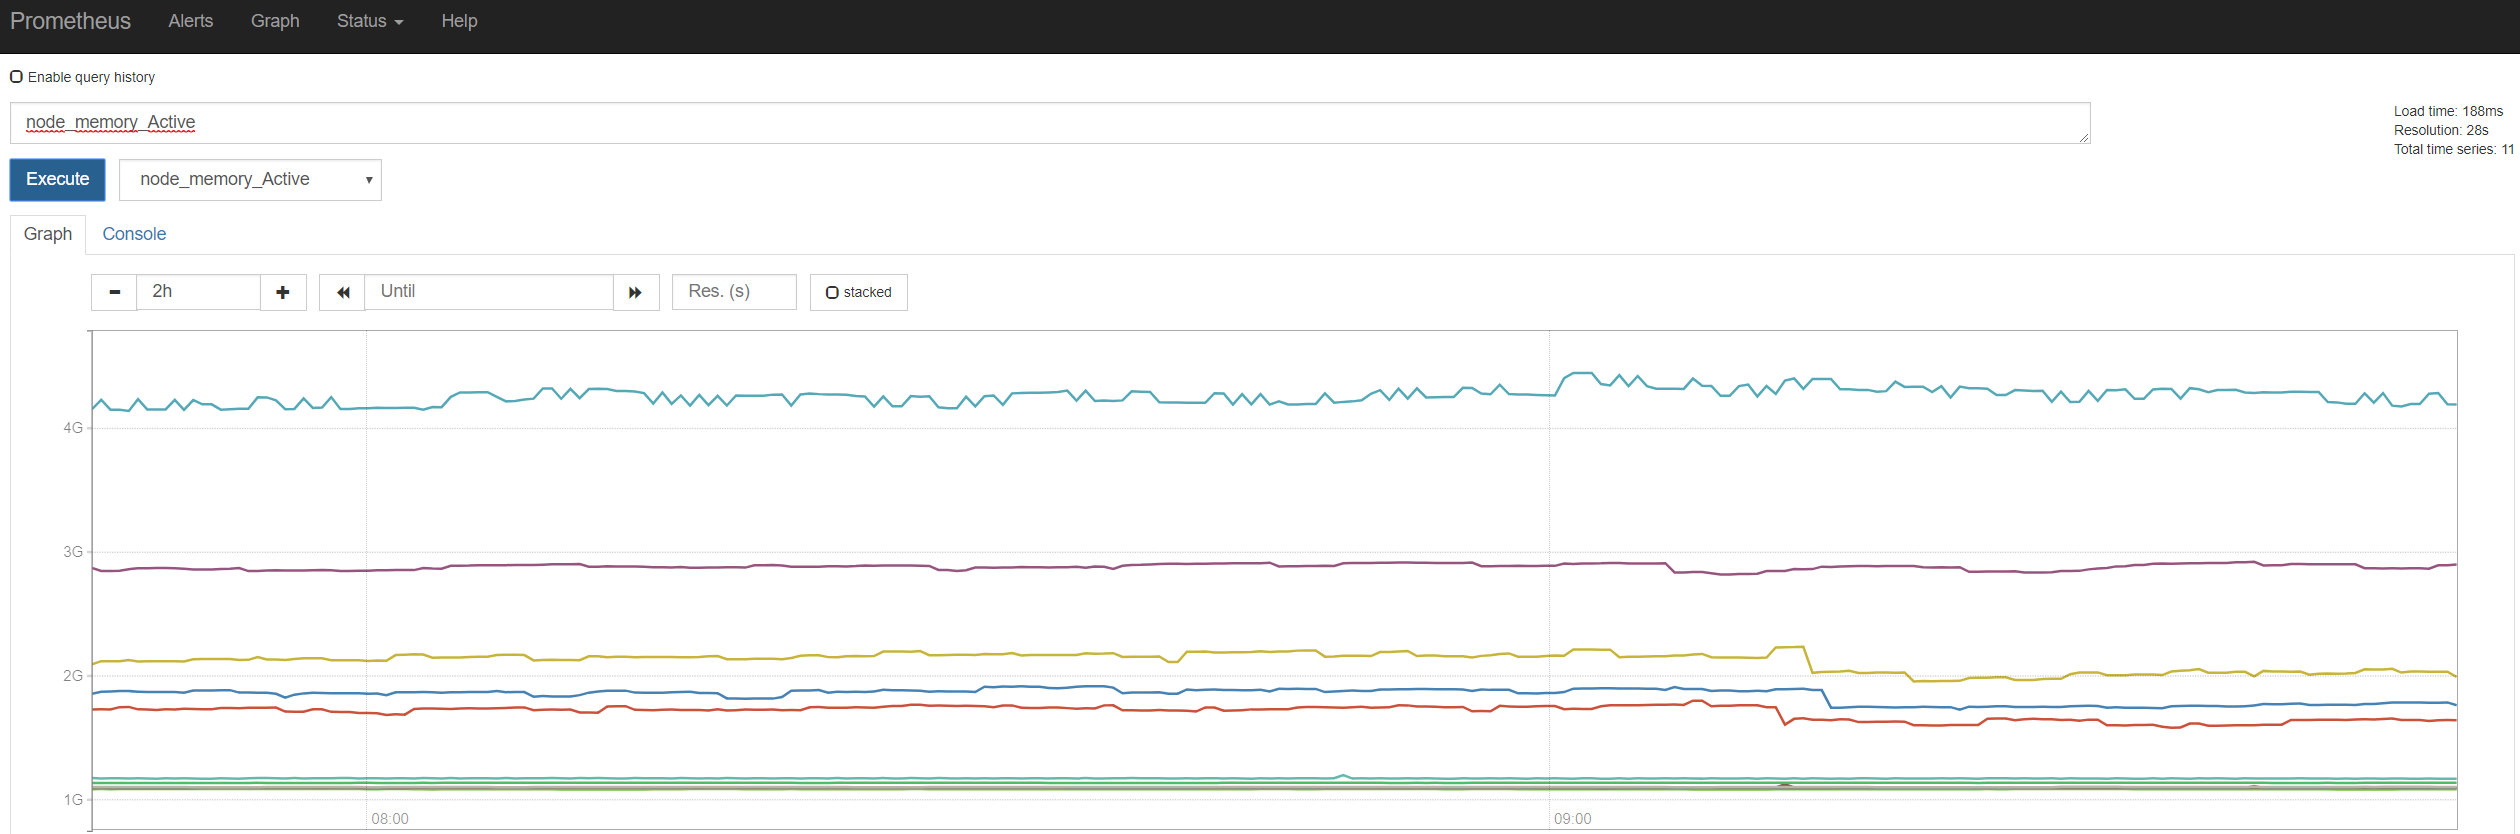 Prometheus Alerts Graph Status Help
Enable query history
node_memory_Active
Load time: 188ms
Resolution: 28s
Total time series: 11
Execute node_memory_Active
Graph Console
2h Until Res. (s) stacked
4G
3G
2G
1G
08:00 09:00